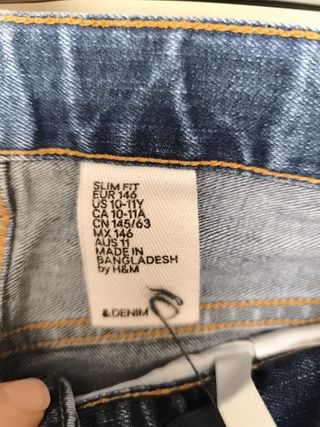 SLIM FIT
EUR 146
US 10-11Y
CA 10-11A
CN 145/63
MX 146
AUS 11
MADE IN
BANGLADESH
by H&M
&DENIM